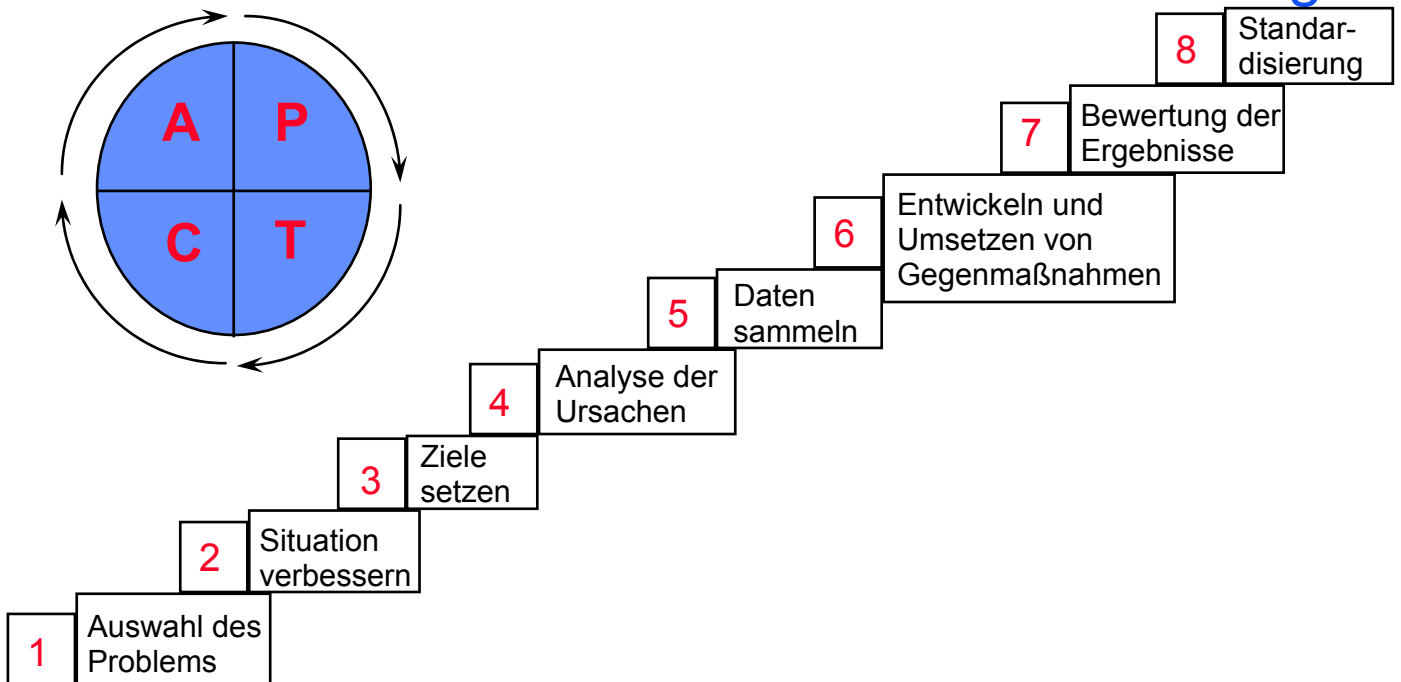 A P
C T
8 Standar-
disierung
7 Bewertung der
Ergebnisse
6 Entwickeln und
Umsetzen von
Gegenmaßnahmen
5 Daten
sammeln
4 Analyse der
Ursachen
3 Ziele
setzen
2 Situation
verbessern
1 Auswahl des
Problems